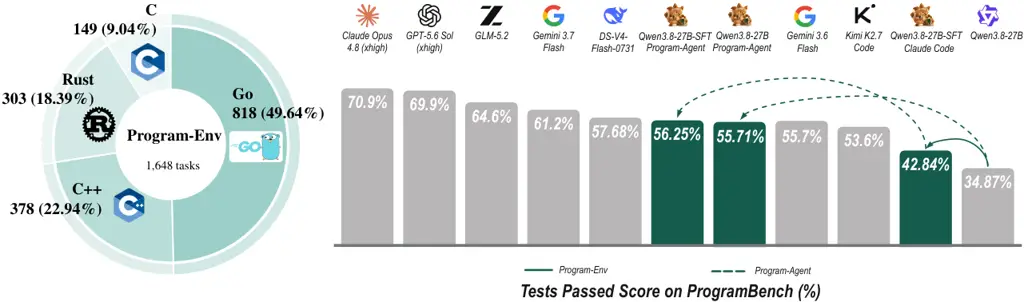 C
149 (9.04%)
Rust
303 (18.39%)
Go
818 (49.64%)
GO
Program-Env
1,648 tasks
C++
378 (22.94%)
Claude Opus
4.8 (xhigh)
GPT-5.6 Sol
(xhigh)
GLM-5.2
Gemini 3.7
Flash
DS-V4-
Flash-0731
Qwen3.8-27B-SFT
Program-Agent
Qwen3.8-27B
Program-Agent
Gemini 3.6
Flash
Kimi K2.7
Code
Qwen3.8-27B-SFT
Claude Code
Qwen3.8-27B
70.9%
69.9%
64.6%
61.2%
57.68%
56.25%
55.71%
55.7%
53.6%
42.84%
34.87%
Program-Env
Program-Agent
Tests Passed Score on ProgramBench (%)